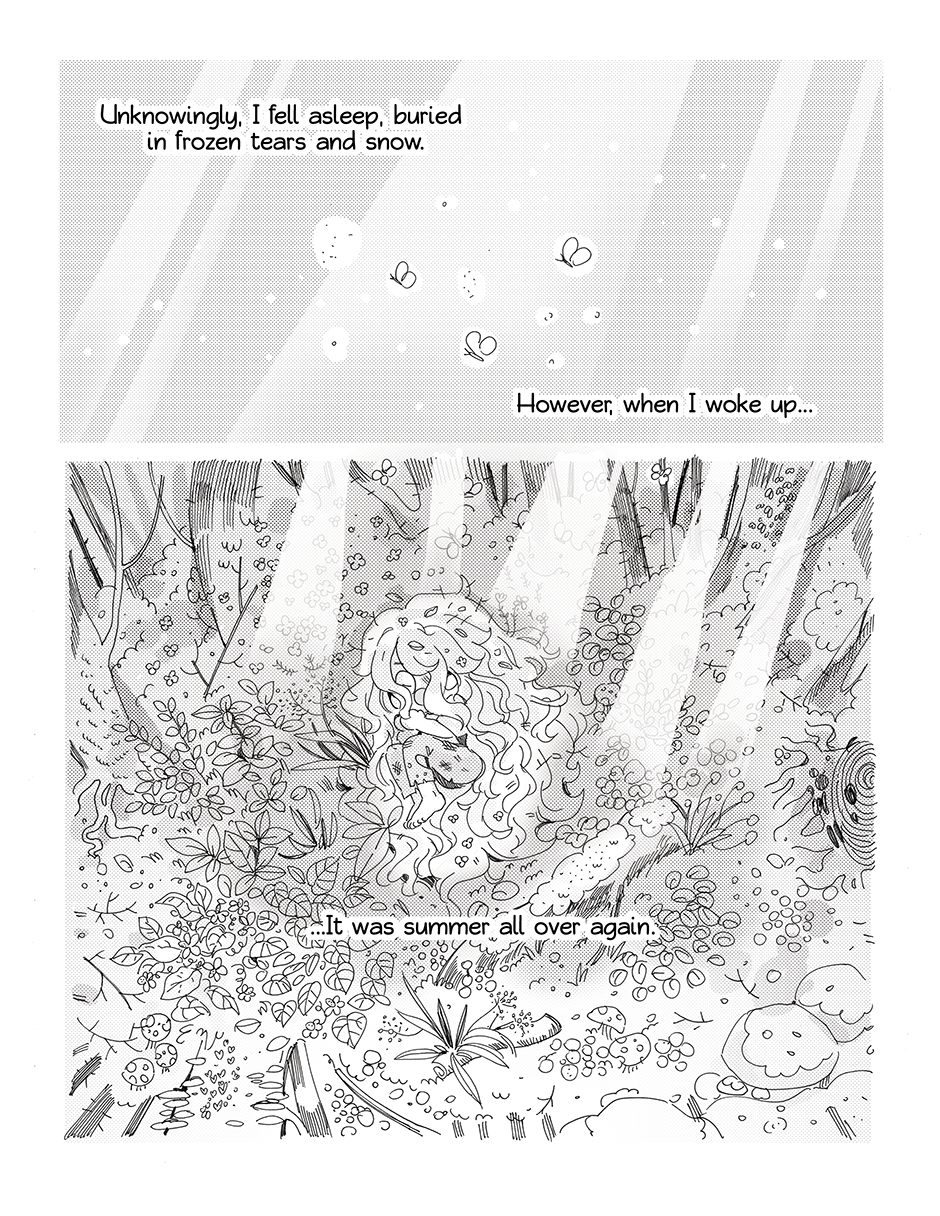 Unknowingly, I fell asleep, buried
in frozen tears and snow.
However, when I woke up...
...It was summer all over again.